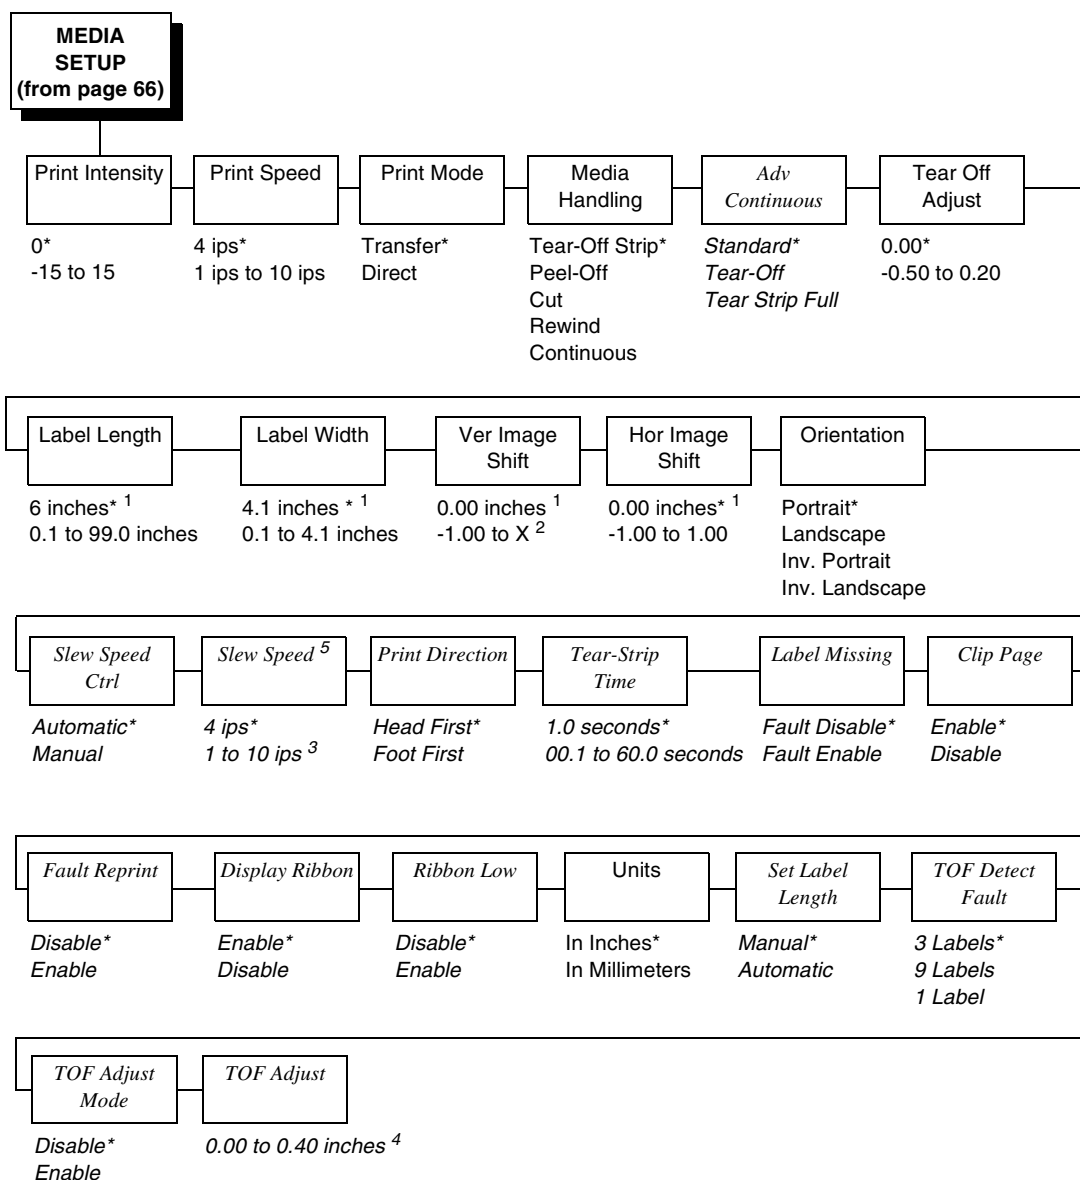 MEDIA
SETUP
(from page 66)
Print Intensity
0*
-15 to 15
Print Speed
4 ips*
1 ips to 10 ips
Print Mode
Transfer*
Direct
Media
Handling
Tear-Off Strip*
Peel-Off
Cut
Rewind
Continuous
Adv
Continuous
Standard*
Tear-Off
Tear Strip Full
Tear Off
Adjust
0.00*
-0.50 to 0.20
Label Length
6 inches* 1
0.1 to 99.0 inches
Label Width
4.1 inches * 1
0.1 to 4.1 inches
Ver Image
Shift
0.00 inches 1
-1.00 to X 2
Hor Image
Shift
0.00 inches* 1
-1.00 to 1.00
Orientation
Portrait*
Landscape
Inv. Portrait
Inv. Landscape
Slew Speed
Ctrl
Automatic*
Manual
Slew Speed 5
4 ips*
1 to 10 ips 3
Print Direction
Head First*
Foot First
Tear-Strip
Time
1.0 seconds*
00.1 to 60.0 seconds
Label Missing
Fault Disable*
Fault Enable
Clip Page
Enable*
Disable
Fault Reprint
Disable*
Enable
Display Ribbon
Enable*
Disable
Ribbon Low
Disable*
Enable
Units
In Inches*
In Millimeters
Set Label
Length
Manual*
Automatic
TOF Detect
Fault
3 Labels*
9 Labels
1 Label
TOF Adjust
Mode
Disable*
Enable
TOF Adjust
0.00 to 0.40 inches 4